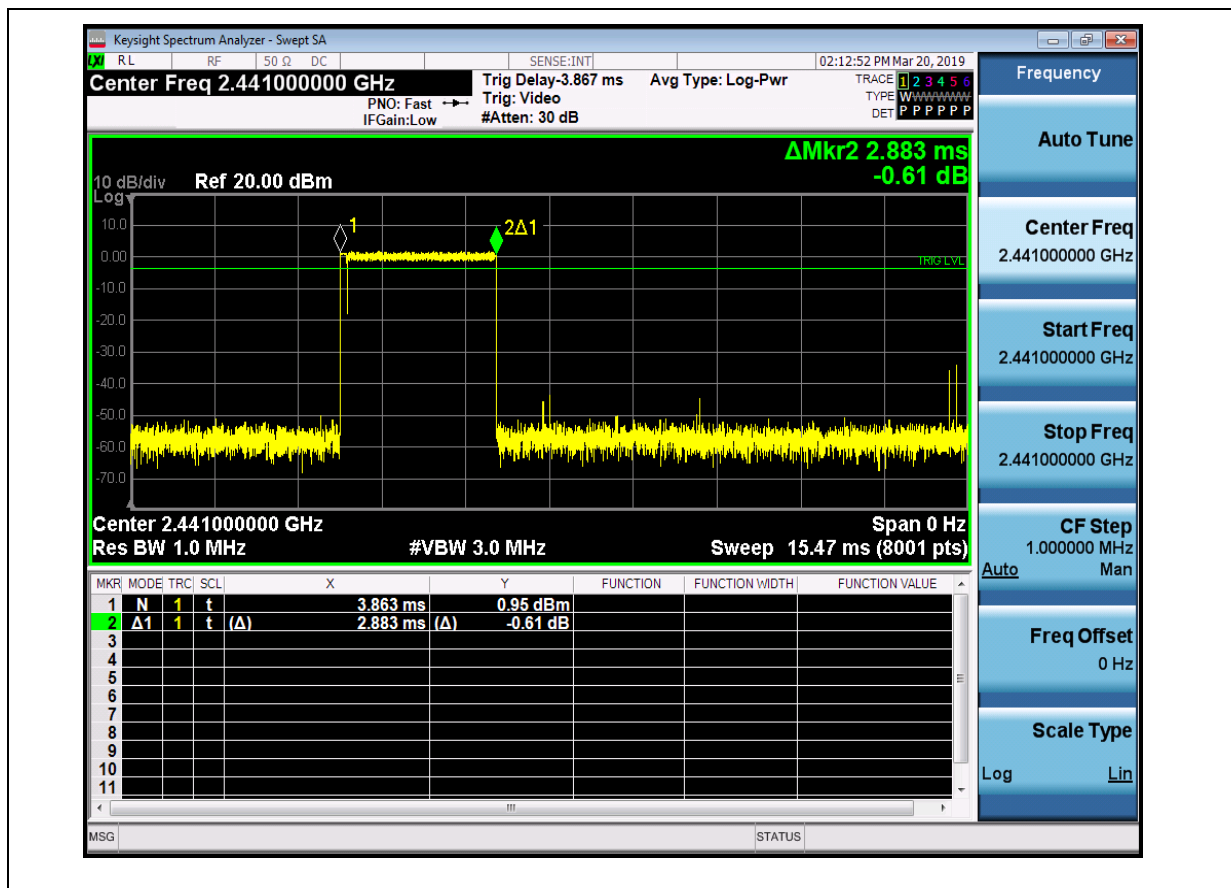 Keysight Spectrum Analyzer - Swept SA
LXI RL RF 50 Ω DC SENSE:INT 02:12:52 PM Mar 20, 2019
Center Freq 2.441000000 GHz
PNO: Fast
IFGain:Low
Trig Delay-3.867 ms
Trig: Video
#Atten: 30 dB
Avg Type: Log-Pwr
TRACE 1 2 3 4 5 6
TYPE WWWWWW
DET P P P P P P
ΔMkr2 2.883 ms
-0.61 dB
10 dB/div Ref 20.00 dBm
Log
10.0
0.00
-10.0
-20.0
-30.0
-40.0
-50.0
-60.0
-70.0
1
2Δ1
TRIG LVL
Center 2.441000000 GHz Span 0 Hz
Res BW 1.0 MHz #VBW 3.0 MHz Sweep 15.47 ms (8001 pts)
MKR MODE TRC SCL X Y FUNCTION FUNCTION WIDTH FUNCTION VALUE
1 N 1 t 3.863 ms 0.95 dBm
2 Δ1 1 t (Δ) 2.883 ms (Δ) -0.61 dB
3
4
5
6
7
8
9
10
11
MSG STATUS
Frequency
Auto Tune
Center Freq
2.441000000 GHz
Start Freq
2.441000000 GHz
Stop Freq
2.441000000 GHz
CF Step
1.000000 MHz
Auto Man
Freq Offset
0 Hz
Scale Type
Log Lin